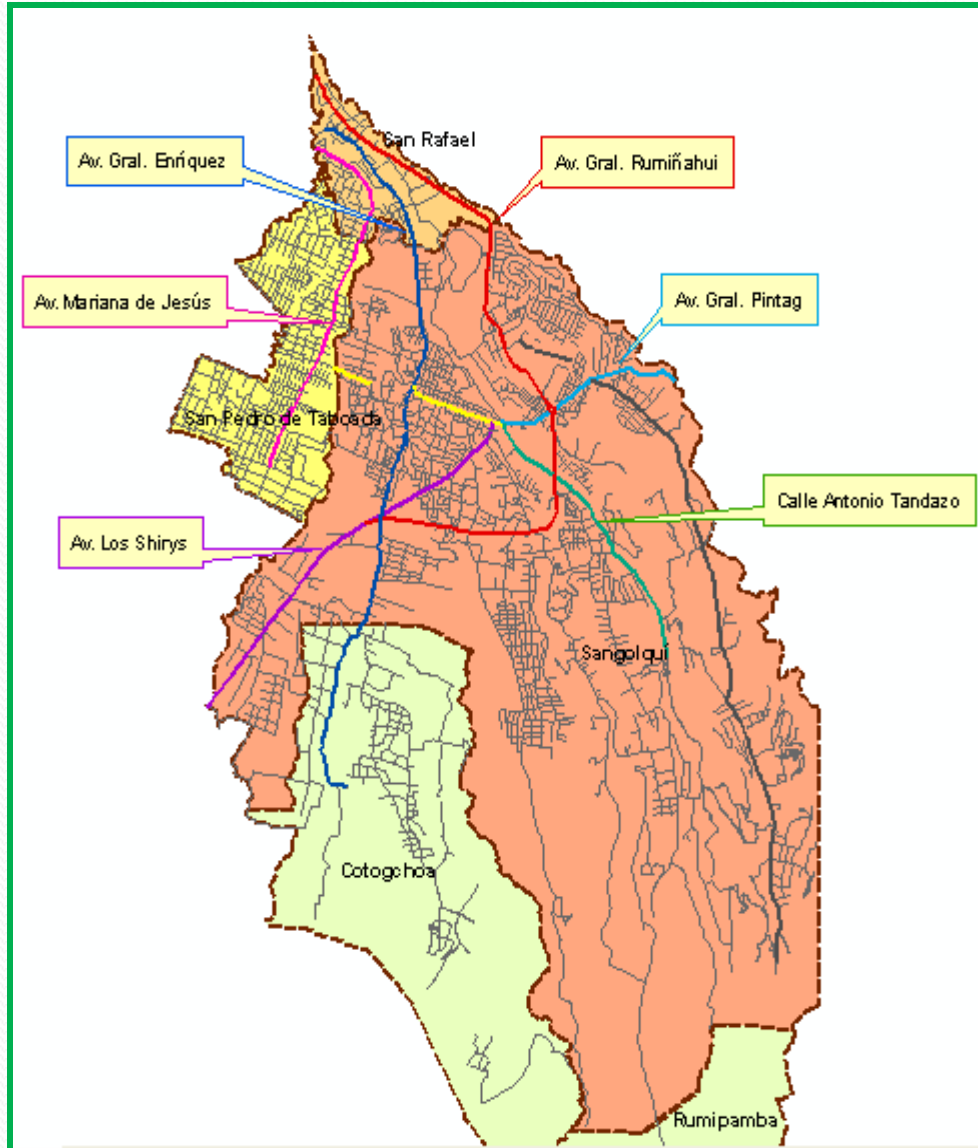 San Rafael
Av. Gral. Enríquez
Av. Gral. Rumiñahui
Av. Mariana de Jesús
Av. Gral. Pintag
San Pedro de Taboada
Calle Antonio Tandazo
Av. Los Shirys
Sangolqui
Cotogchoa
Rumipamba